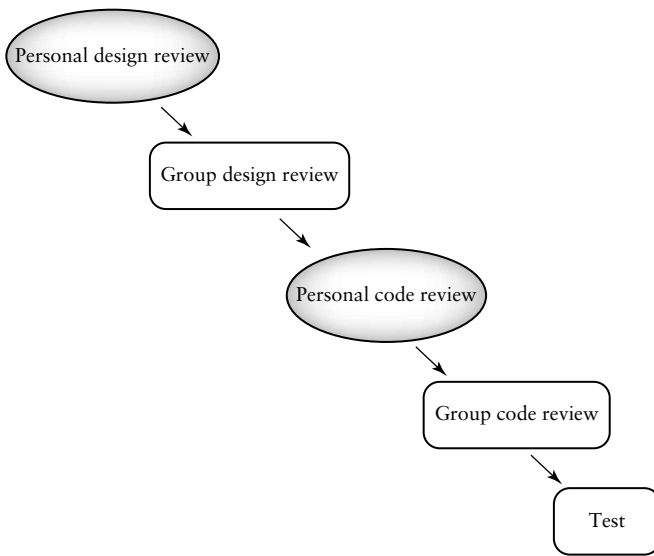 Personal design review
Group design review
Personal code review
Group code review
Test